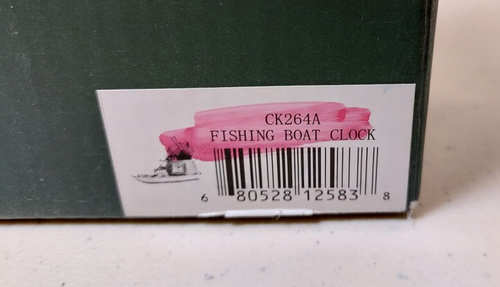 CK264A
FISHING BOAT CLOCK
6 80528 12583 8